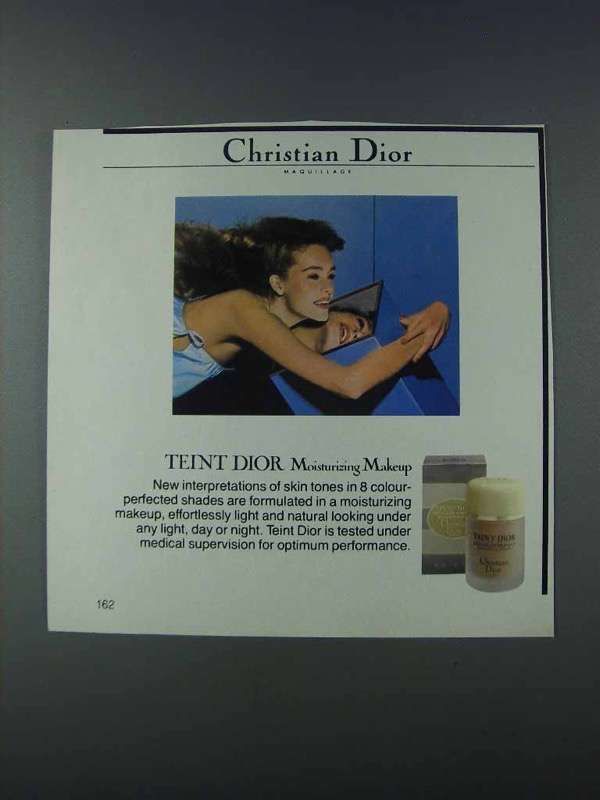 Christian Dior
MAQUILLAGE
TEINT DIOR Moisturizing Makeup
New interpretations of skin tones in 8 colour-
perfected shades are formulated in a moisturizing
makeup, effortlessly light and natural looking under
any light, day or night. Teint Dior is tested under
medical supervision for optimum performance.
TEINT DIOR
Christian
Dior
162